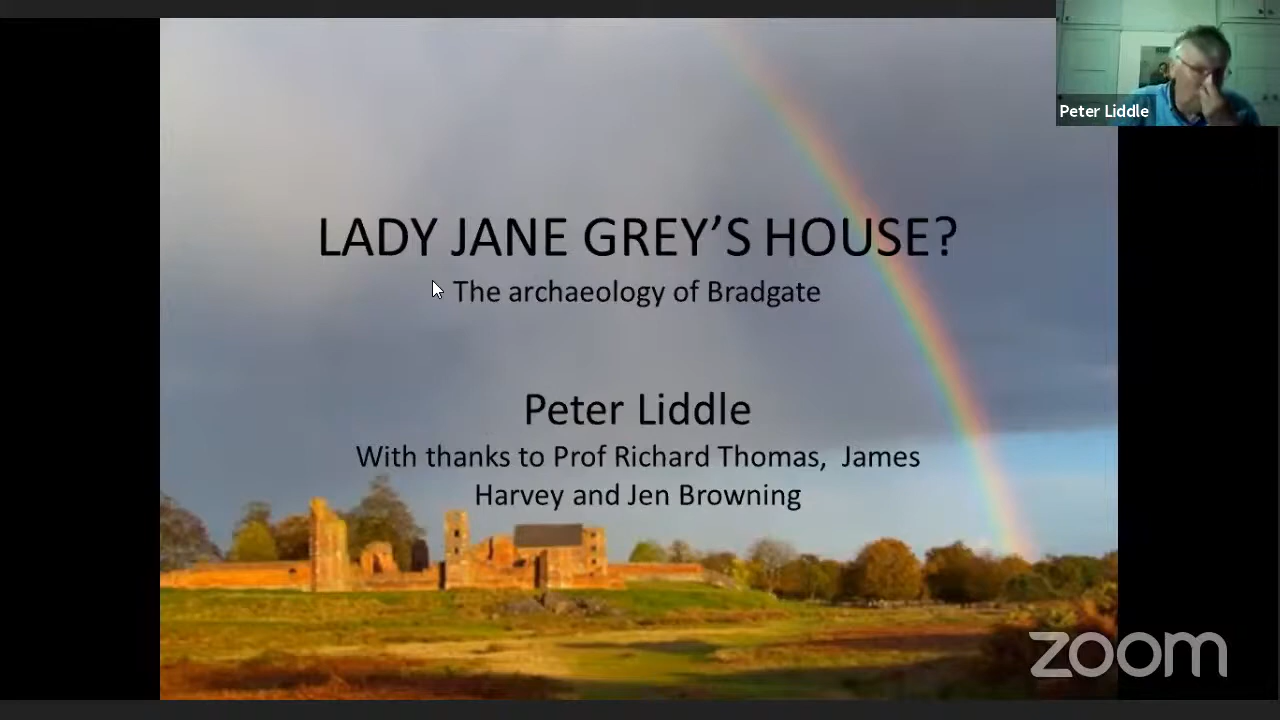 Peter Liddle
LADY JANE GREY'S HOUSE?
The archaeology of Bradgate
Peter Liddle
With thanks to Prof Richard Thomas, James
Harvey and Jen Browning
zoom